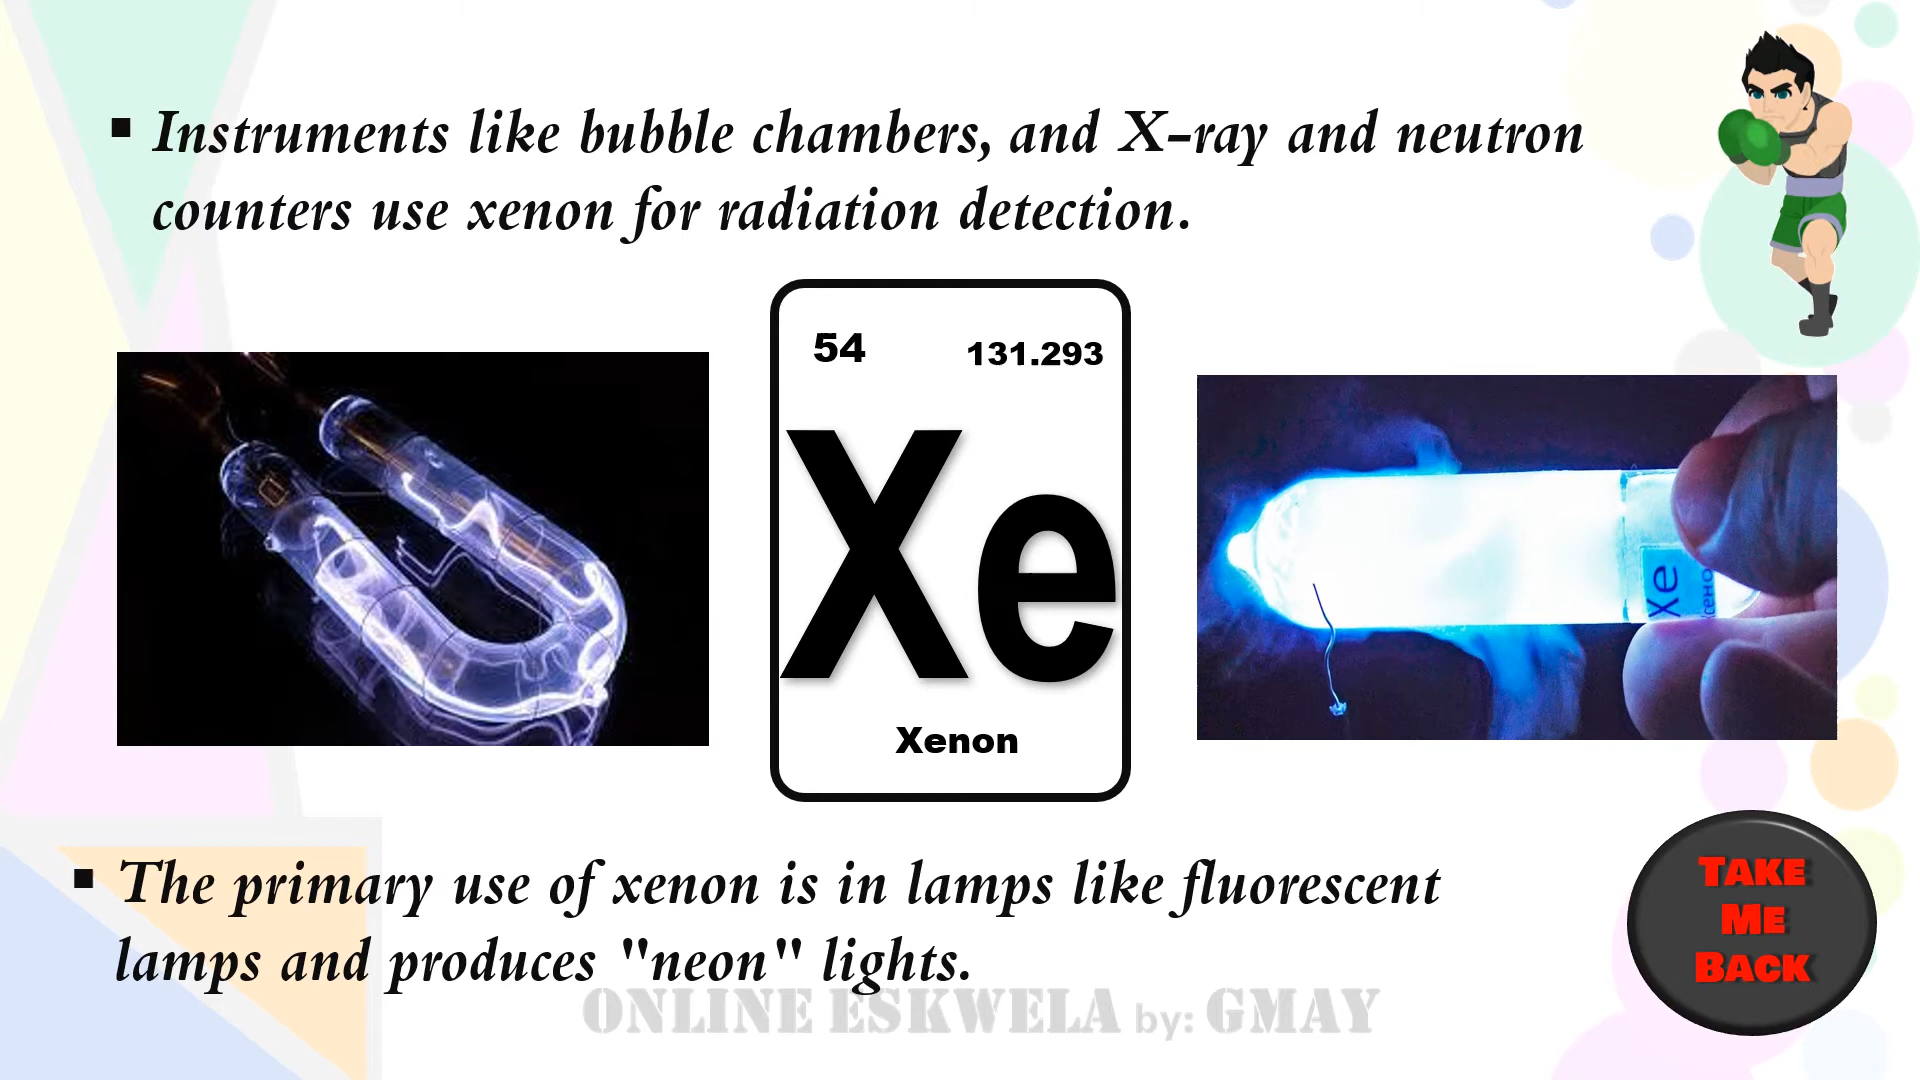 ▪ Instruments like bubble chambers, and X-ray and neutron
counters use xenon for radiation detection.
54
131.293
Xe
Xenon
Xe
▪ The primary use of xenon is in lamps like fluorescent
lamps and produces "neon" lights.
TAKE
ME
BACK
ONLINE ESKWELA by: GMAY